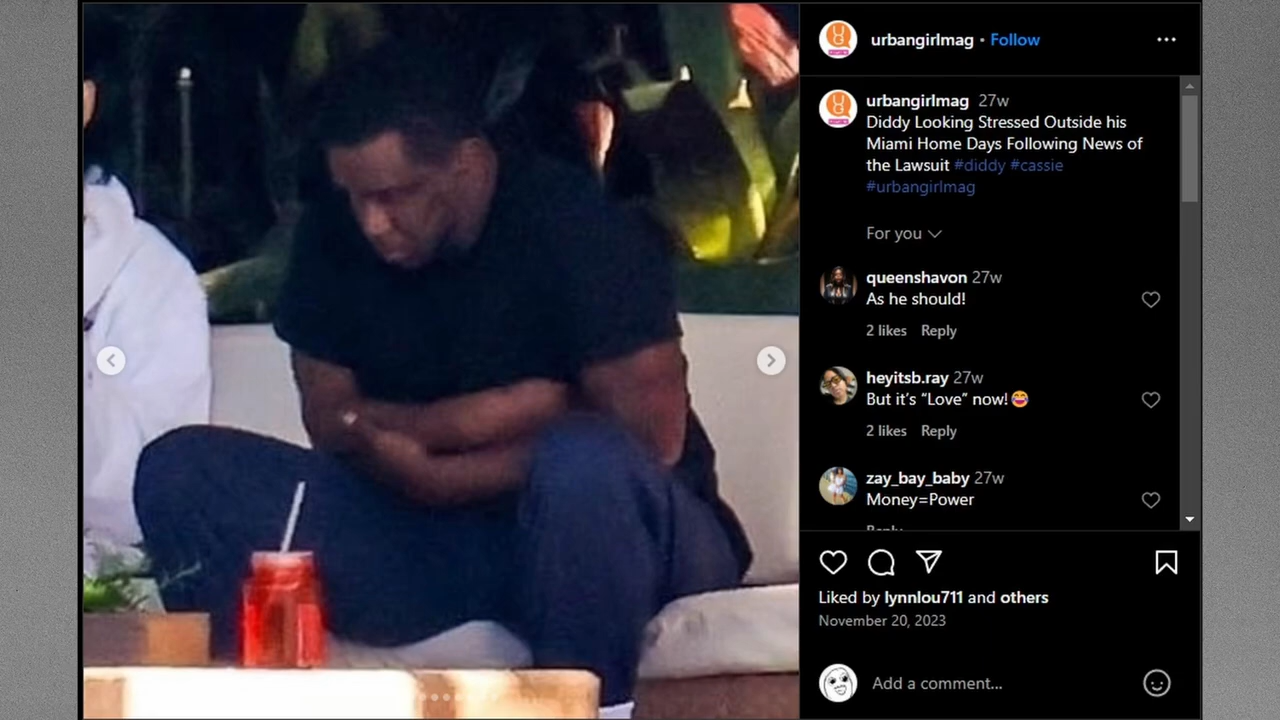 urbangirlmag • Follow
urbangirlmag 27w
Diddy Looking Stressed Outside his
Miami Home Days Following News of
the Lawsuit #diddy #cassie
#urbangirlmag
For you
queenshavon 27w
As he should!
2 likes Reply
heyitsb.ray 27w
But it's “Love” now!😂
2 likes Reply
zay_bay_baby 27w
Money=Power
Reply
Liked by lynnlou711 and others
November 20, 2023
Add a comment...